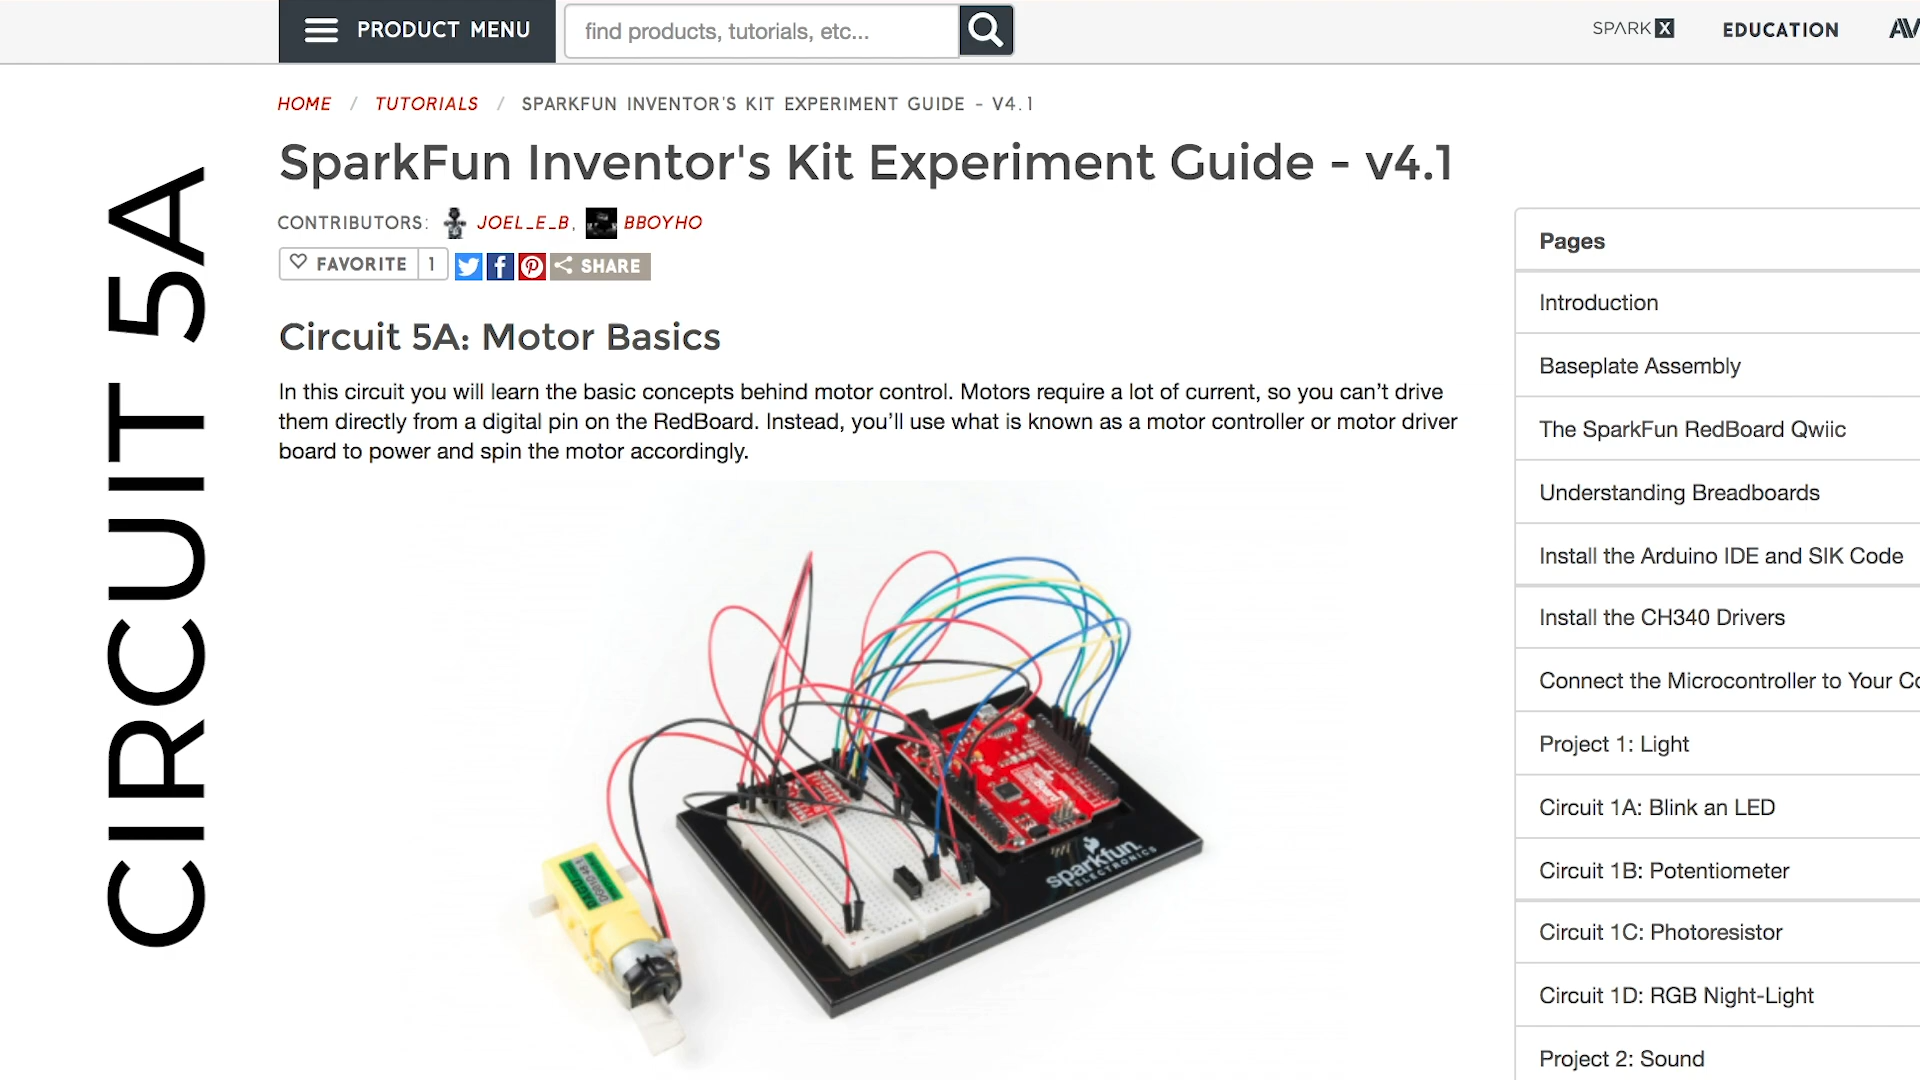 PRODUCT MENU
find products, tutorials, etc...
SPARK X
EDUCATION
AV
HOME / TUTORIALS / SPARKFUN INVENTOR'S KIT EXPERIMENT GUIDE - V4.1
SparkFun Inventor's Kit Experiment Guide - v4.1
CONTRIBUTORS: JOEL_E_B, BBOYHO
FAVORITE 1
SHARE
CIRCUIT 5A
Circuit 5A: Motor Basics
In this circuit you will learn the basic concepts behind motor control. Motors require a lot of current, so you can’t drive
them directly from a digital pin on the RedBoard. Instead, you’ll use what is known as a motor controller or motor driver
board to power and spin the motor accordingly.
sparkfun
ELECTRONICS
Pages
Introduction
Baseplate Assembly
The SparkFun RedBoard Qwiic
Understanding Breadboards
Install the Arduino IDE and SIK Code
Install the CH340 Drivers
Connect the Microcontroller to Your Co
Project 1: Light
Circuit 1A: Blink an LED
Circuit 1B: Potentiometer
Circuit 1C: Photoresistor
Circuit 1D: RGB Night-Light
Project 2: Sound